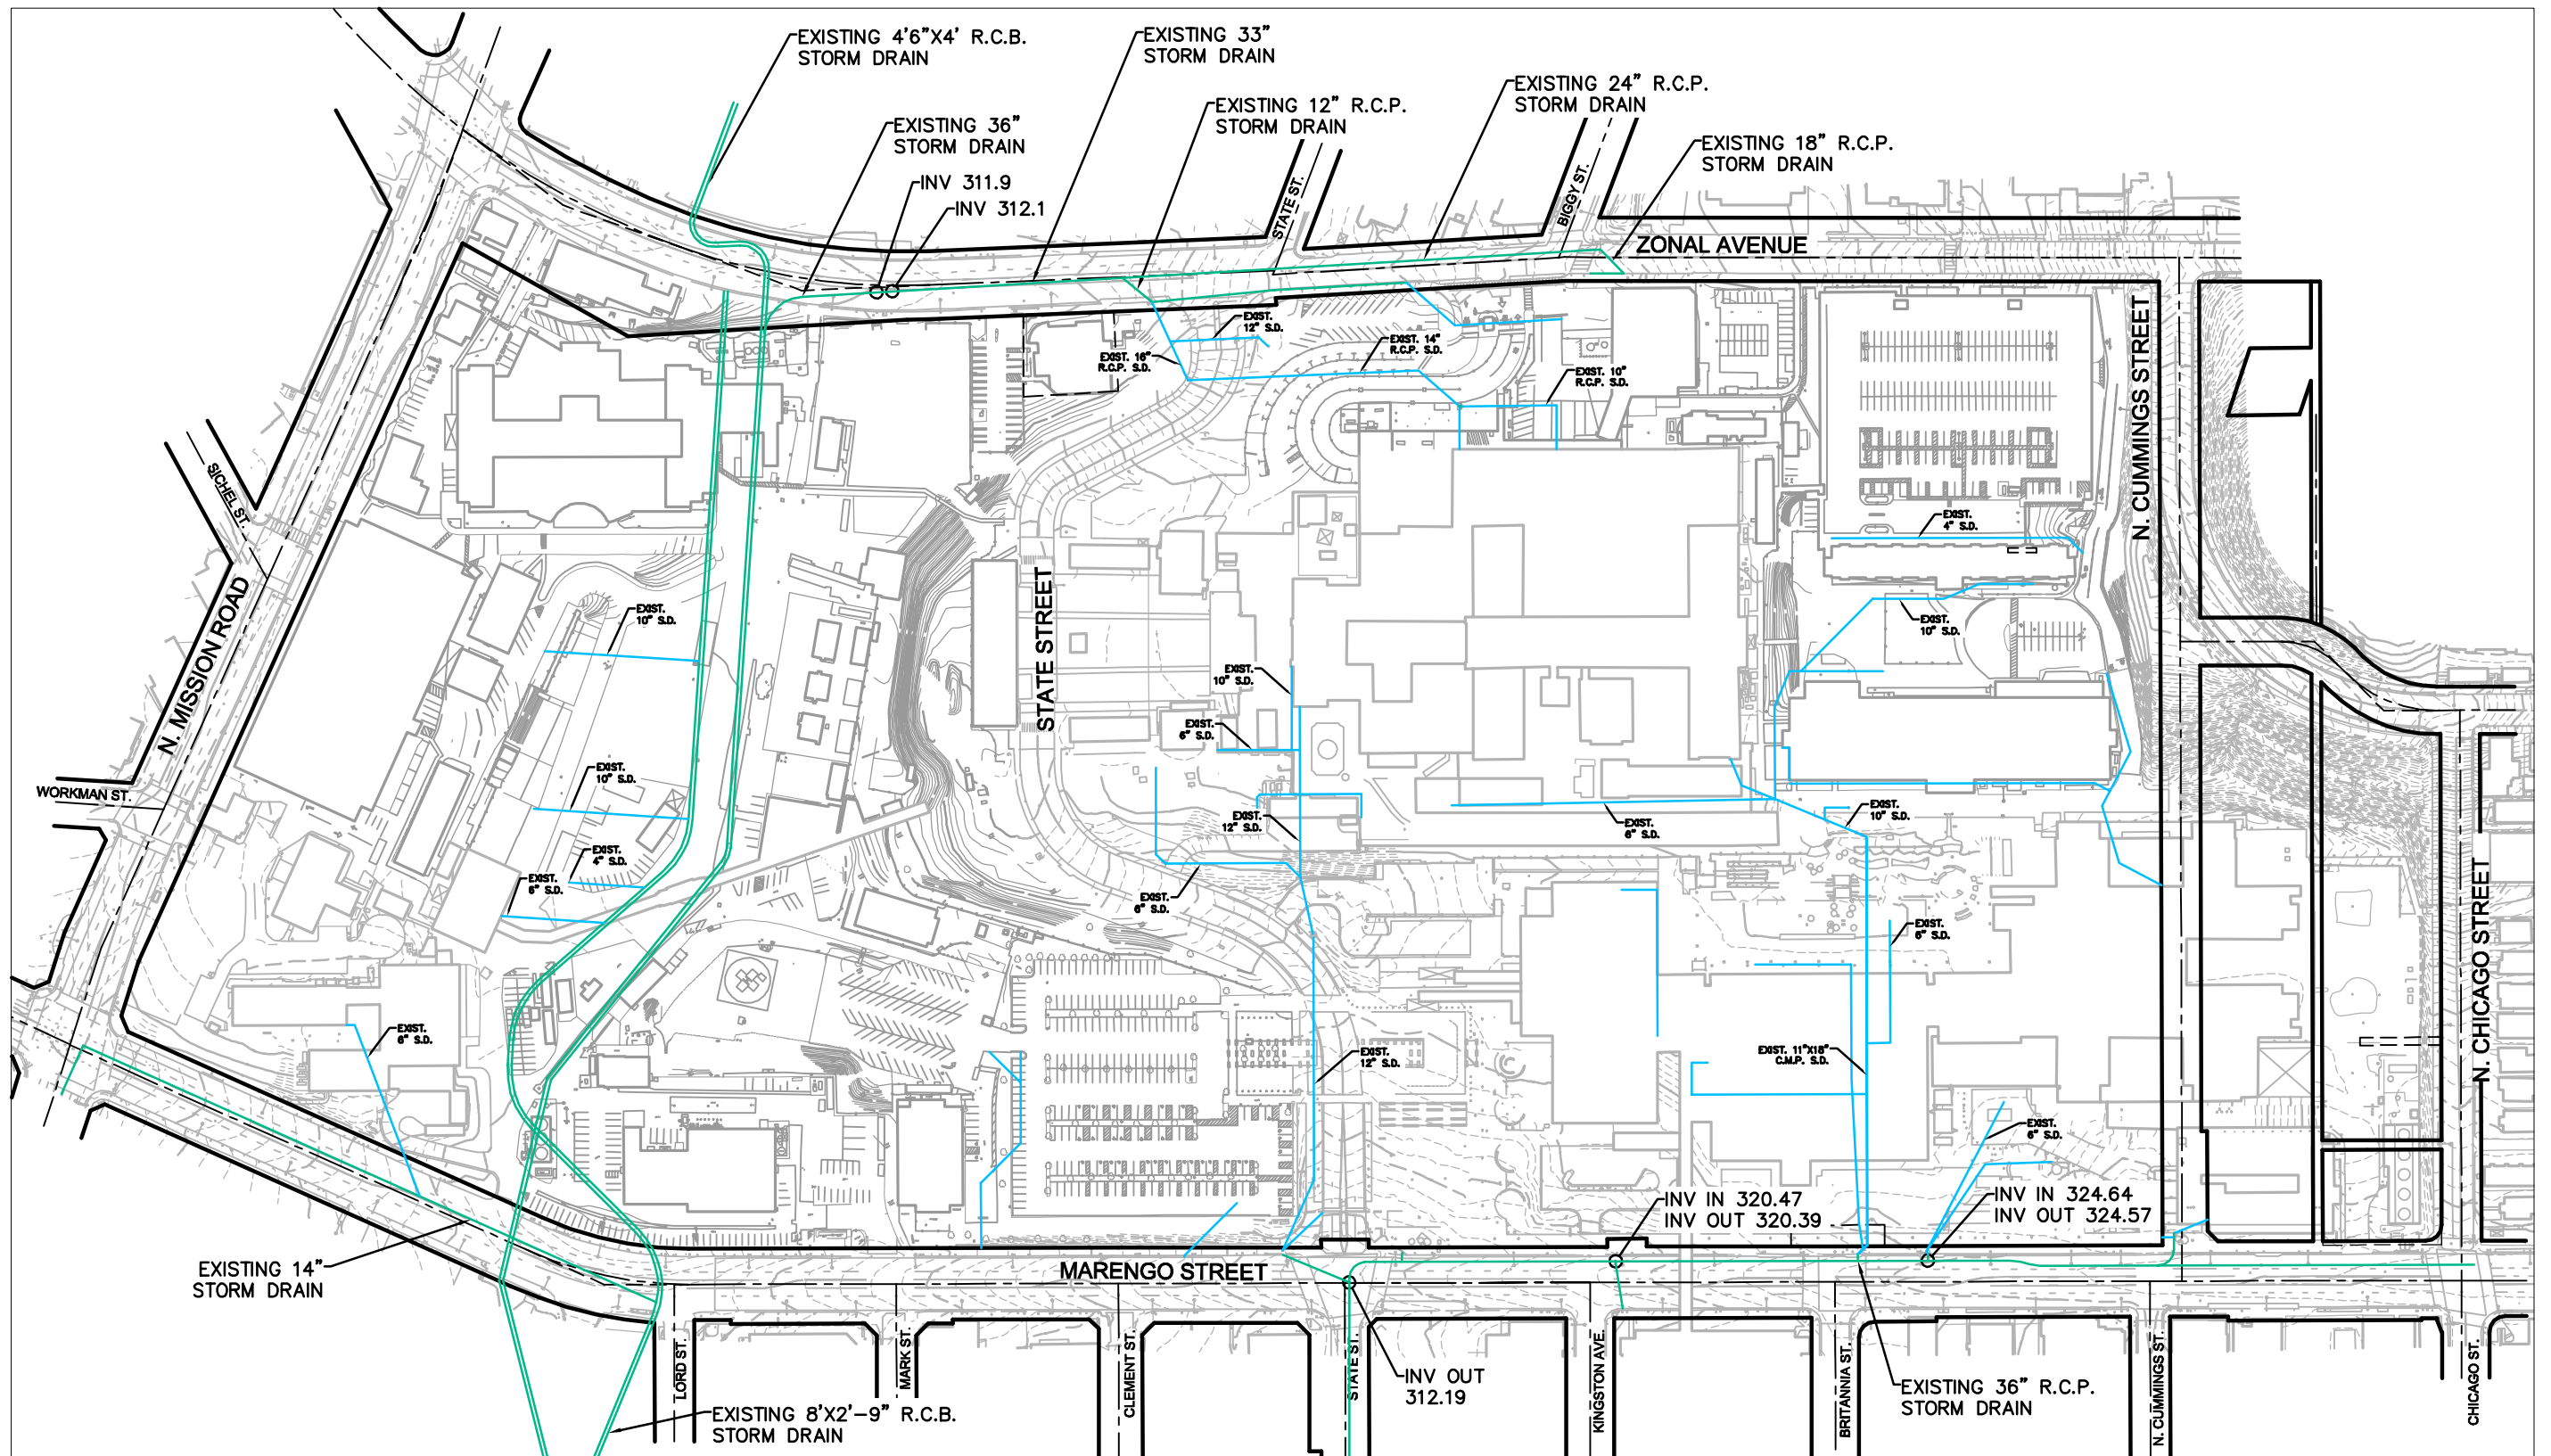 EXISTING 4'6"X4' R.C.B.
STORM DRAIN
EXISTING 33"
STORM DRAIN
EXISTING 24" R.C.P.
STORM DRAIN
EXISTING 12" R.C.P.
STORM DRAIN
EXISTING 36"
STORM DRAIN
EXISTING 18" R.C.P.
STORM DRAIN
INV 311.9
INV 312.1
STATE ST.
BIGGY ST.
ZONAL AVENUE
EXIST.
12" S.D.
EXIST. 16"
R.C.P. S.D.
EXIST. 14"
R.C.P. S.D.
EXIST. 10"
R.C.P. S.D.
N. CUMMINGS STREET
SICHEL ST.
EXIST.
4" S.D.
N. MISSION ROAD
STATE STREET
EXIST.
10" S.D.
EXIST.
10" S.D.
EXIST.
10" S.D.
EXIST.
6" S.D.
WORKMAN ST.
EXIST.
10" S.D.
EXIST.
12" S.D.
EXIST.
6" S.D.
EXIST.
10" S.D.
EXIST.
4" S.D.
EXIST.
6" S.D.
EXIST.
6" S.D.
EXIST.
6" S.D.
N. CHICAGO STREET
EXIST.
6" S.D.
EXIST.
12" S.D.
EXIST. 11"X18"
C.M.P. S.D.
EXIST.
6" S.D.
INV IN 320.47
INV OUT 320.39
INV IN 324.64
INV OUT 324.57
EXISTING 14"
STORM DRAIN
MARENGO STREET
LORD ST.
MARK ST.
CLEMENT ST.
STATE ST.
KINGSTON AVE.
BRITANNIA ST.
N. CUMMINGS ST.
CHICAGO ST.
INV OUT
312.19
EXISTING 36" R.C.P.
STORM DRAIN
EXISTING 8'X2'-9" R.C.B.
STORM DRAIN